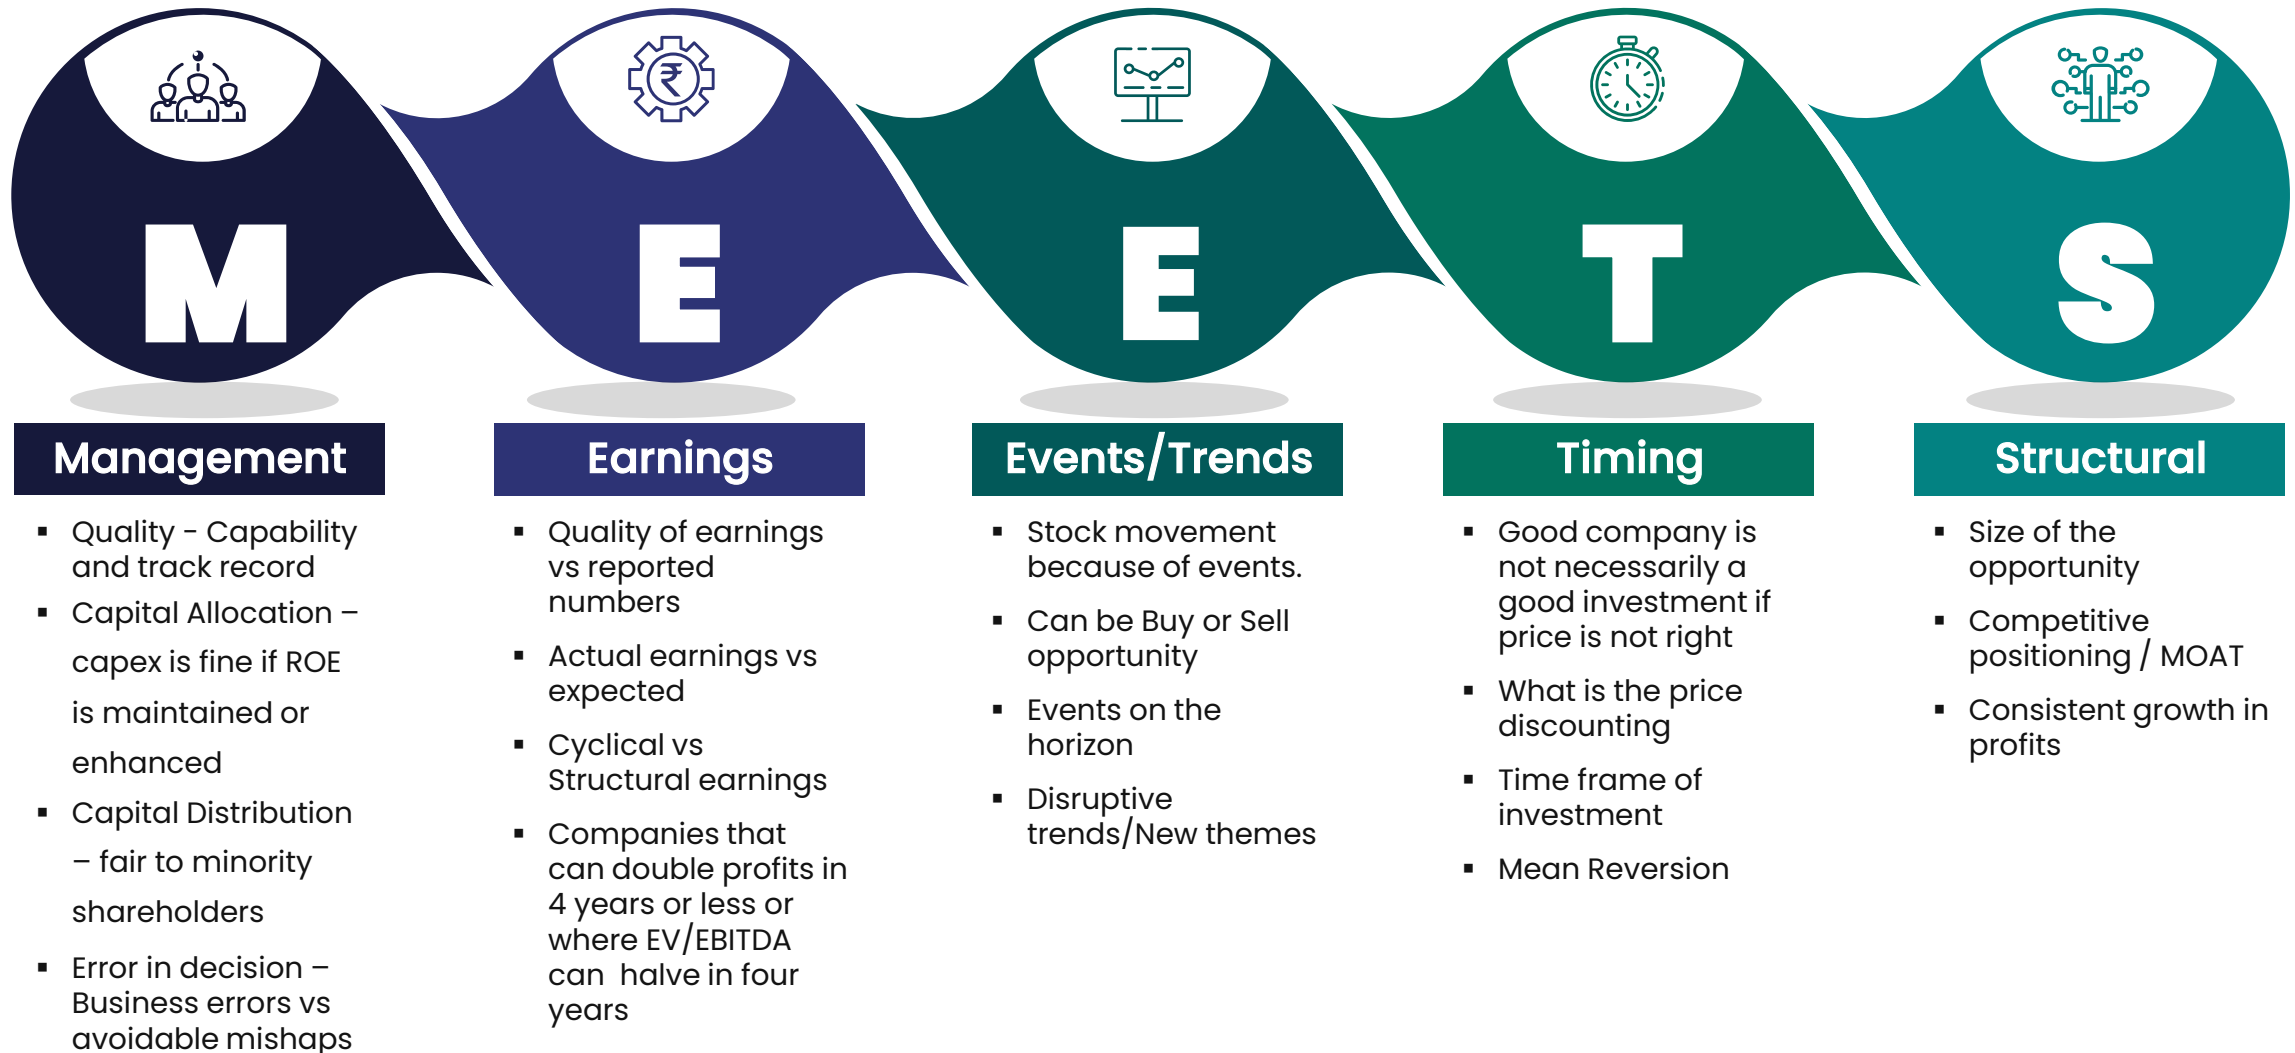 M
E
E
T
S
Management
▪ Quality - Capability
and track record
▪ Capital Allocation –
capex is fine if ROE
is maintained or
enhanced
▪ Capital Distribution
– fair to minority
shareholders
▪ Error in decision –
Business errors vs
avoidable mishaps
Earnings
▪ Quality of earnings
vs reported
numbers
▪ Actual earnings vs
expected
▪ Cyclical vs
Structural earnings
▪ Companies that
can double profits in
4 years or less or
where EV/EBITDA
can  halve in four
years
Events/Trends
▪ Stock movement
because of events.
▪ Can be Buy or Sell
opportunity
▪ Events on the
horizon
▪ Disruptive
trends/New themes
Timing
▪ Good company is
not necessarily a
good investment if
price is not right
▪ What is the price
discounting
▪ Time frame of
investment
▪ Mean Reversion
Structural
▪ Size of the
opportunity
▪ Competitive
positioning / MOAT
▪ Consistent growth in
profits